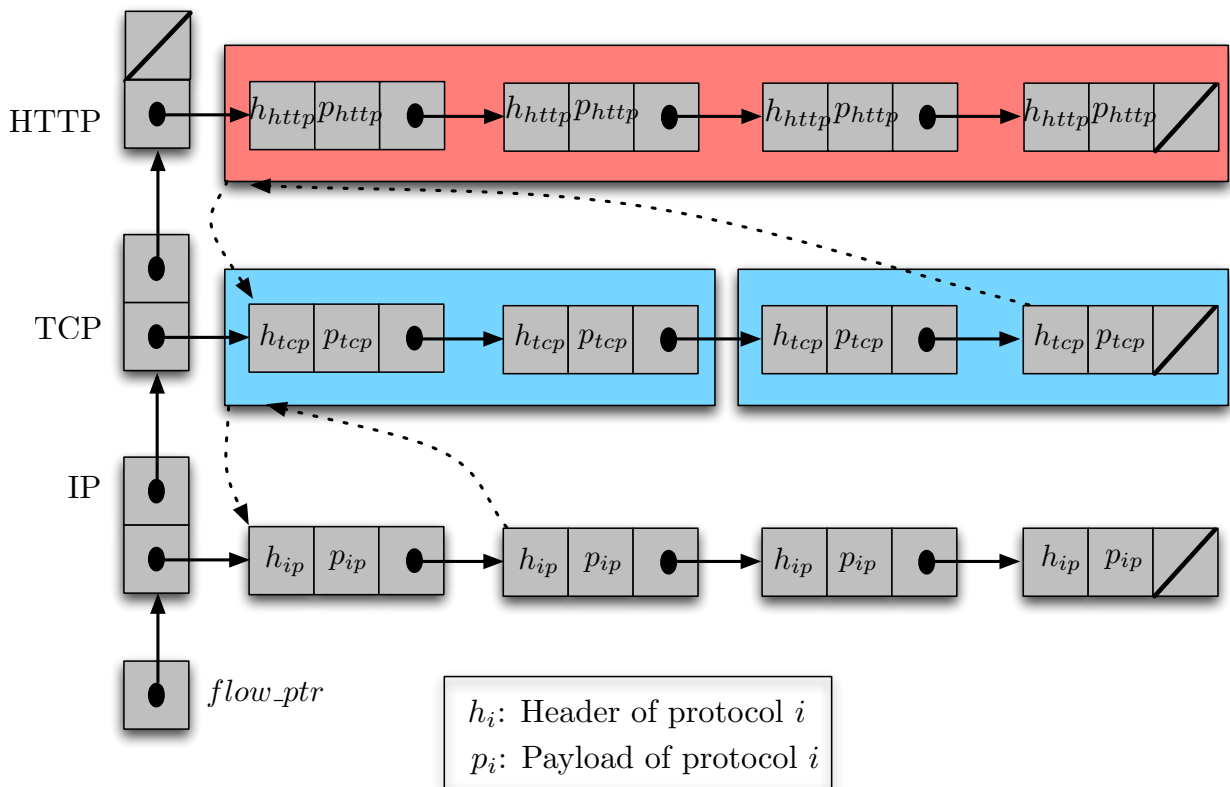 HTTP
h_http p_http h_http p_http h_http p_http h_http p_http
TCP
h_tcp p_tcp h_tcp p_tcp h_tcp p_tcp h_tcp p_tcp
IP
h_ip p_ip h_ip p_ip h_ip p_ip h_ip p_ip
flow_ptr
h_i: Header of protocol i
p_i: Payload of protocol i